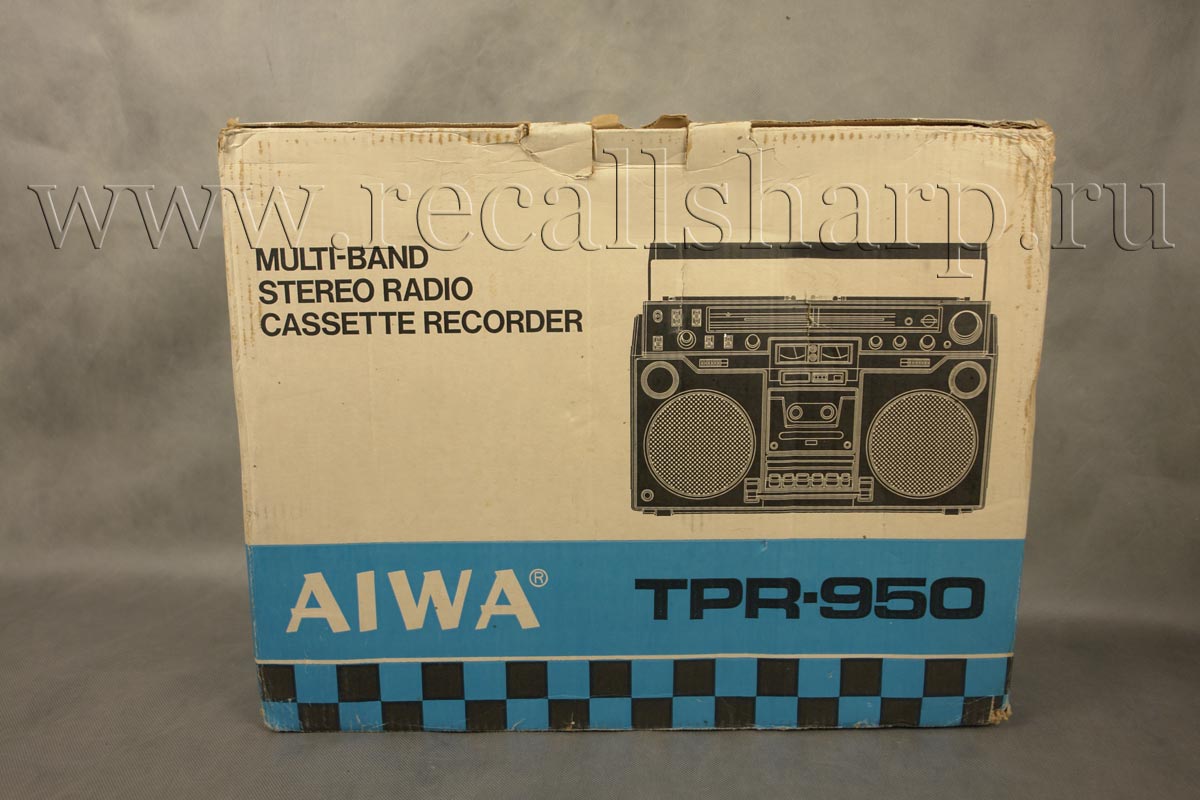 www.recallsharp.ru
MULTI-BAND
STEREO RADIO
CASSETTE RECORDER
AIWA® TPR-950